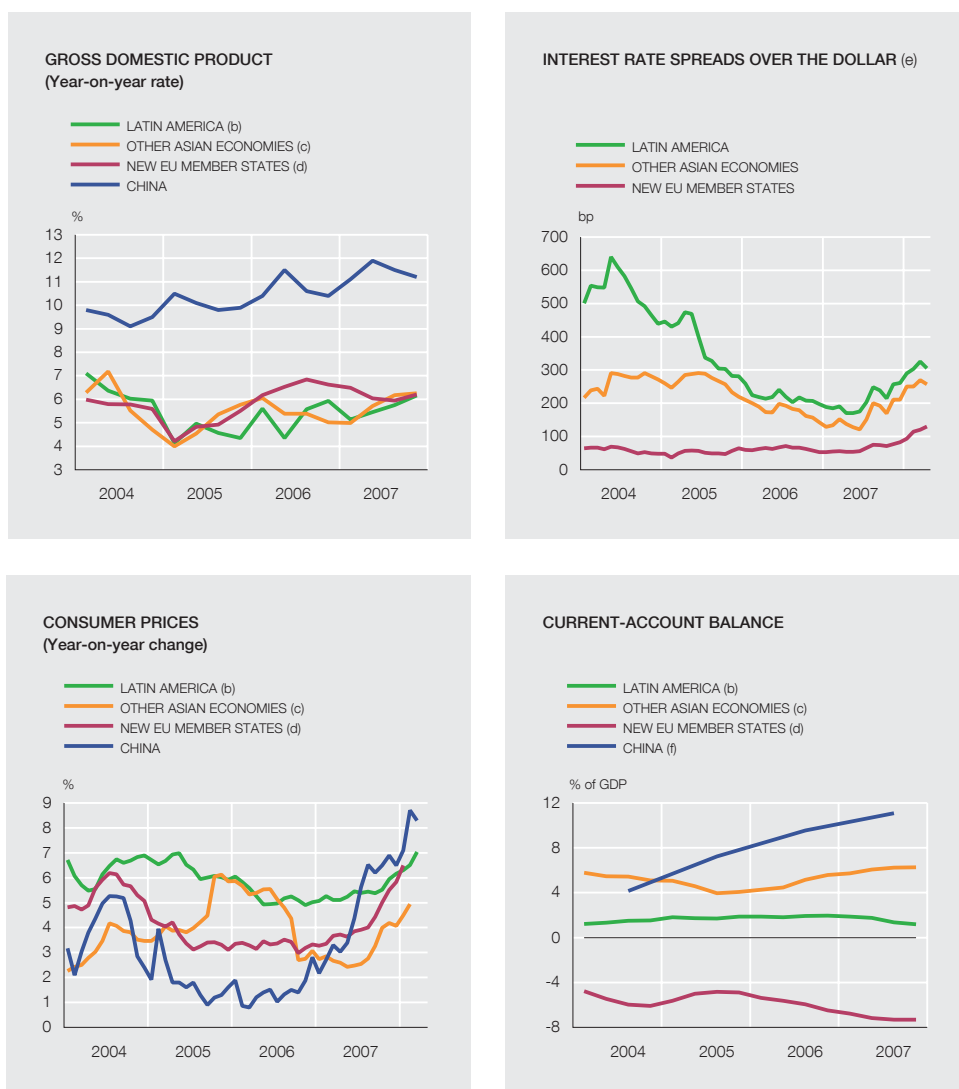 GROSS DOMESTIC PRODUCT
(Year-on-year rate)
LATIN AMERICA (b)
OTHER ASIAN ECONOMIES (c)
NEW EU MEMBER STATES (d)
CHINA
%
13
12
11
10
9
8
7
6
5
4
3
2004 2005 2006 2007
INTEREST RATE SPREADS OVER THE DOLLAR (e)
LATIN AMERICA
OTHER ASIAN ECONOMIES
NEW EU MEMBER STATES
bp
700
600
500
400
300
200
100
0
2004 2005 2006 2007
CONSUMER PRICES
(Year-on-year change)
LATIN AMERICA (b)
OTHER ASIAN ECONOMIES (c)
NEW EU MEMBER STATES (d)
CHINA
%
9
8
7
6
5
4
3
2
1
0
2004 2005 2006 2007
CURRENT-ACCOUNT BALANCE
LATIN AMERICA (b)
OTHER ASIAN ECONOMIES (c)
NEW EU MEMBER STATES (d)
CHINA (f)
% of GDP
12
8
4
0
-4
-8
2004 2005 2006 2007